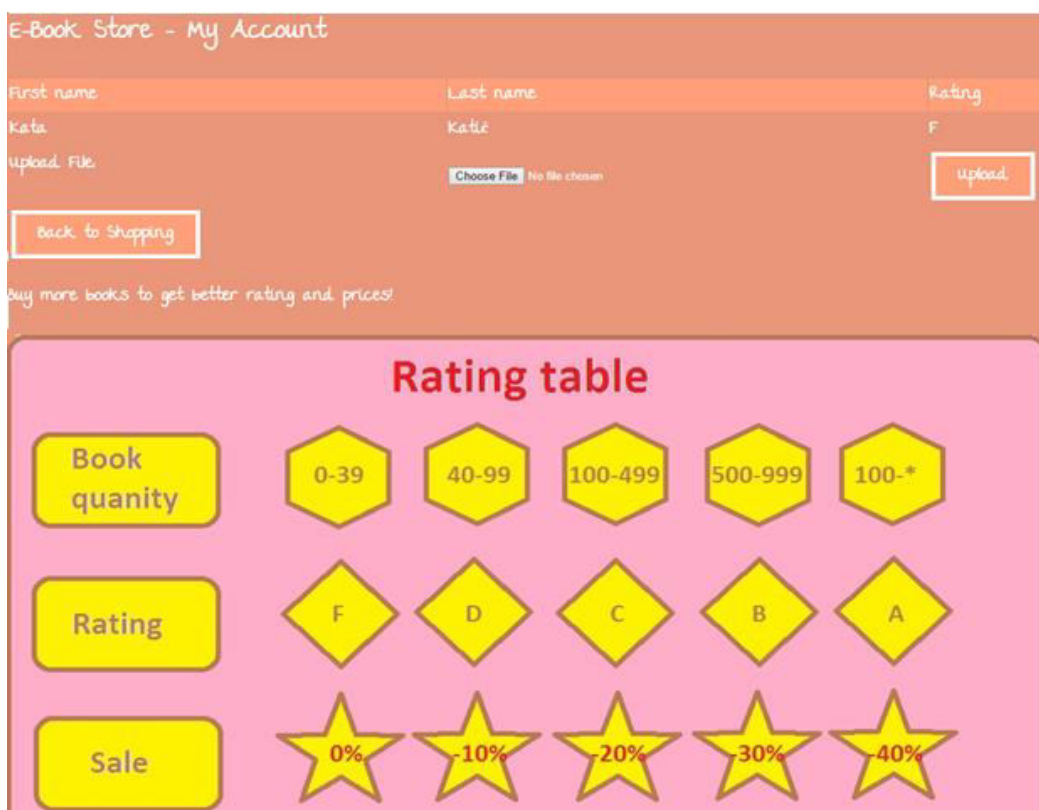 E-Book Store - My Account
First name Last name Rating
Kata Katić F
Upload File Choose File No file chosen Upload
Back to Shopping
Buy more books to get better rating and prices!
Rating table
Book quanity 0-39 40-99 100-499 500-999 100-*
Rating F D C B A
Sale 0% -10% -20% -30% -40%